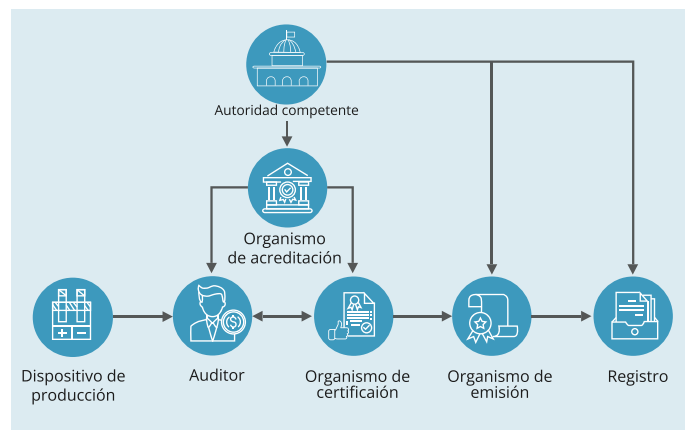 Autoridad competente
Organismo
de acreditación
Dispositivo de
producción
Auditor
Organismo de
certificaión
Organismo de
emisión
Registro